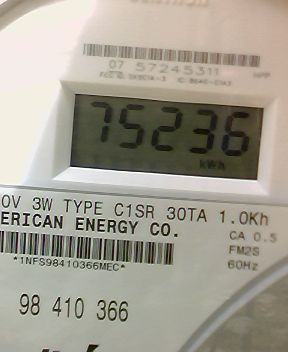 07 57245311
HPP
75236
kWh
0V 3W TYPE C1SR 30TA 1.0Kh
ERICAN ENERGY CO.
CA 0.5
FM2S
*1NFS98410366MEC*
60Hz
98 410 366